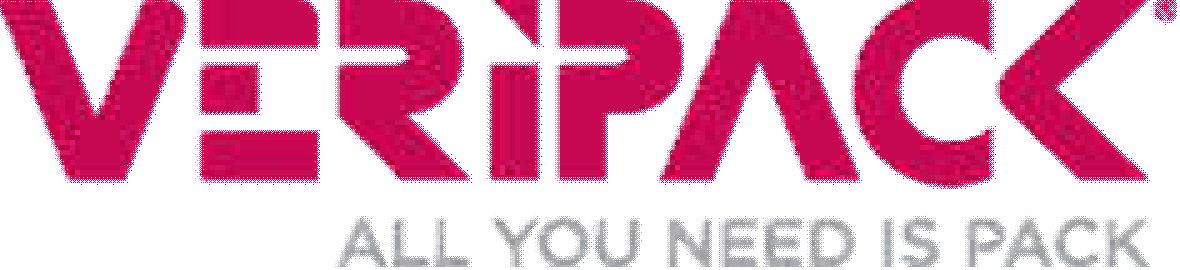 VERIPACK®
ALL YOU NEED IS PACK